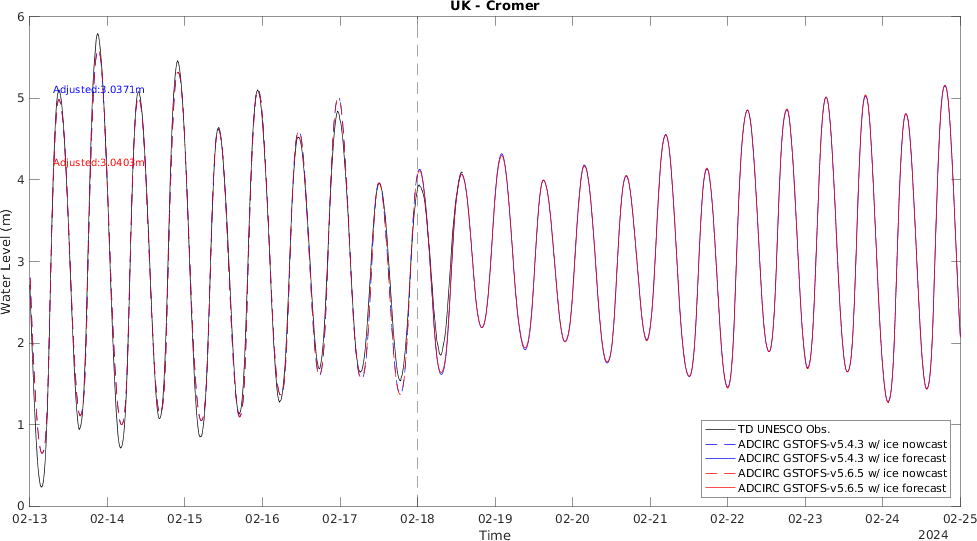 UK - Cromer
6
5
4
3
2
1
0
Water Level (m)
Adjusted:3.0371m
Adjusted:3.0403m
TD UNESCO Obs.
ADCIRC GSTOFS-v5.4.3 w/ ice nowcast
ADCIRC GSTOFS-v5.4.3 w/ ice forecast
ADCIRC GSTOFS-v5.6.5 w/ ice nowcast
ADCIRC GSTOFS-v5.6.5 w/ ice forecast
02-13 02-14 02-15 02-16 02-17 02-18 02-19 02-20 02-21 02-22 02-23 02-24 02-25
Time
2024